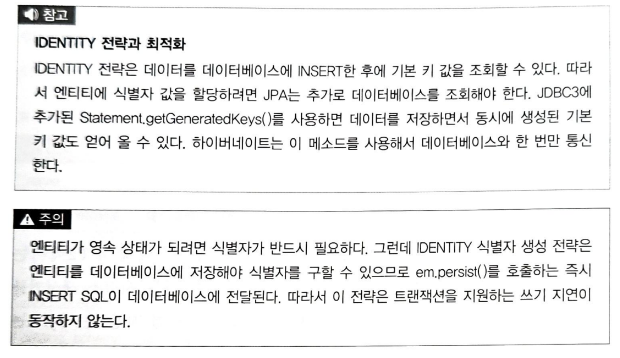 참고
IDENTITY 전략과 최적화
IDENTITY 전략은 데이터를 데이터베이스에 INSERT한 후에 기본 키 값을 조회할 수 있다. 따라
서 엔티티에 식별자 값을 할당하려면 JPA는 추가로 데이터베이스를 조회해야 한다. JDBC3에
추가된 Statement.getGeneratedKeys()를 사용하면 데이터를 저장하면서 동시에 생성된 기본
키 값도 얻어 올 수 있다. 하이버네이트는 이 메소드를 사용해서 데이터베이스와 한 번만 통신
한다.
주의
엔티티가 영속 상태가 되려면 식별자가 반드시 필요하다. 그런데 IDENTITY 식별자 생성 전략은
엔티티를 데이터베이스에 저장해야 식별자를 구할 수 있으므로 em.persist()를 호출하는 즉시
INSERT SQL이 데이터베이스에 전달된다. 따라서 이 전략은 트랜잭션을 지원하는 쓰기 지연이
동작하지 않는다.